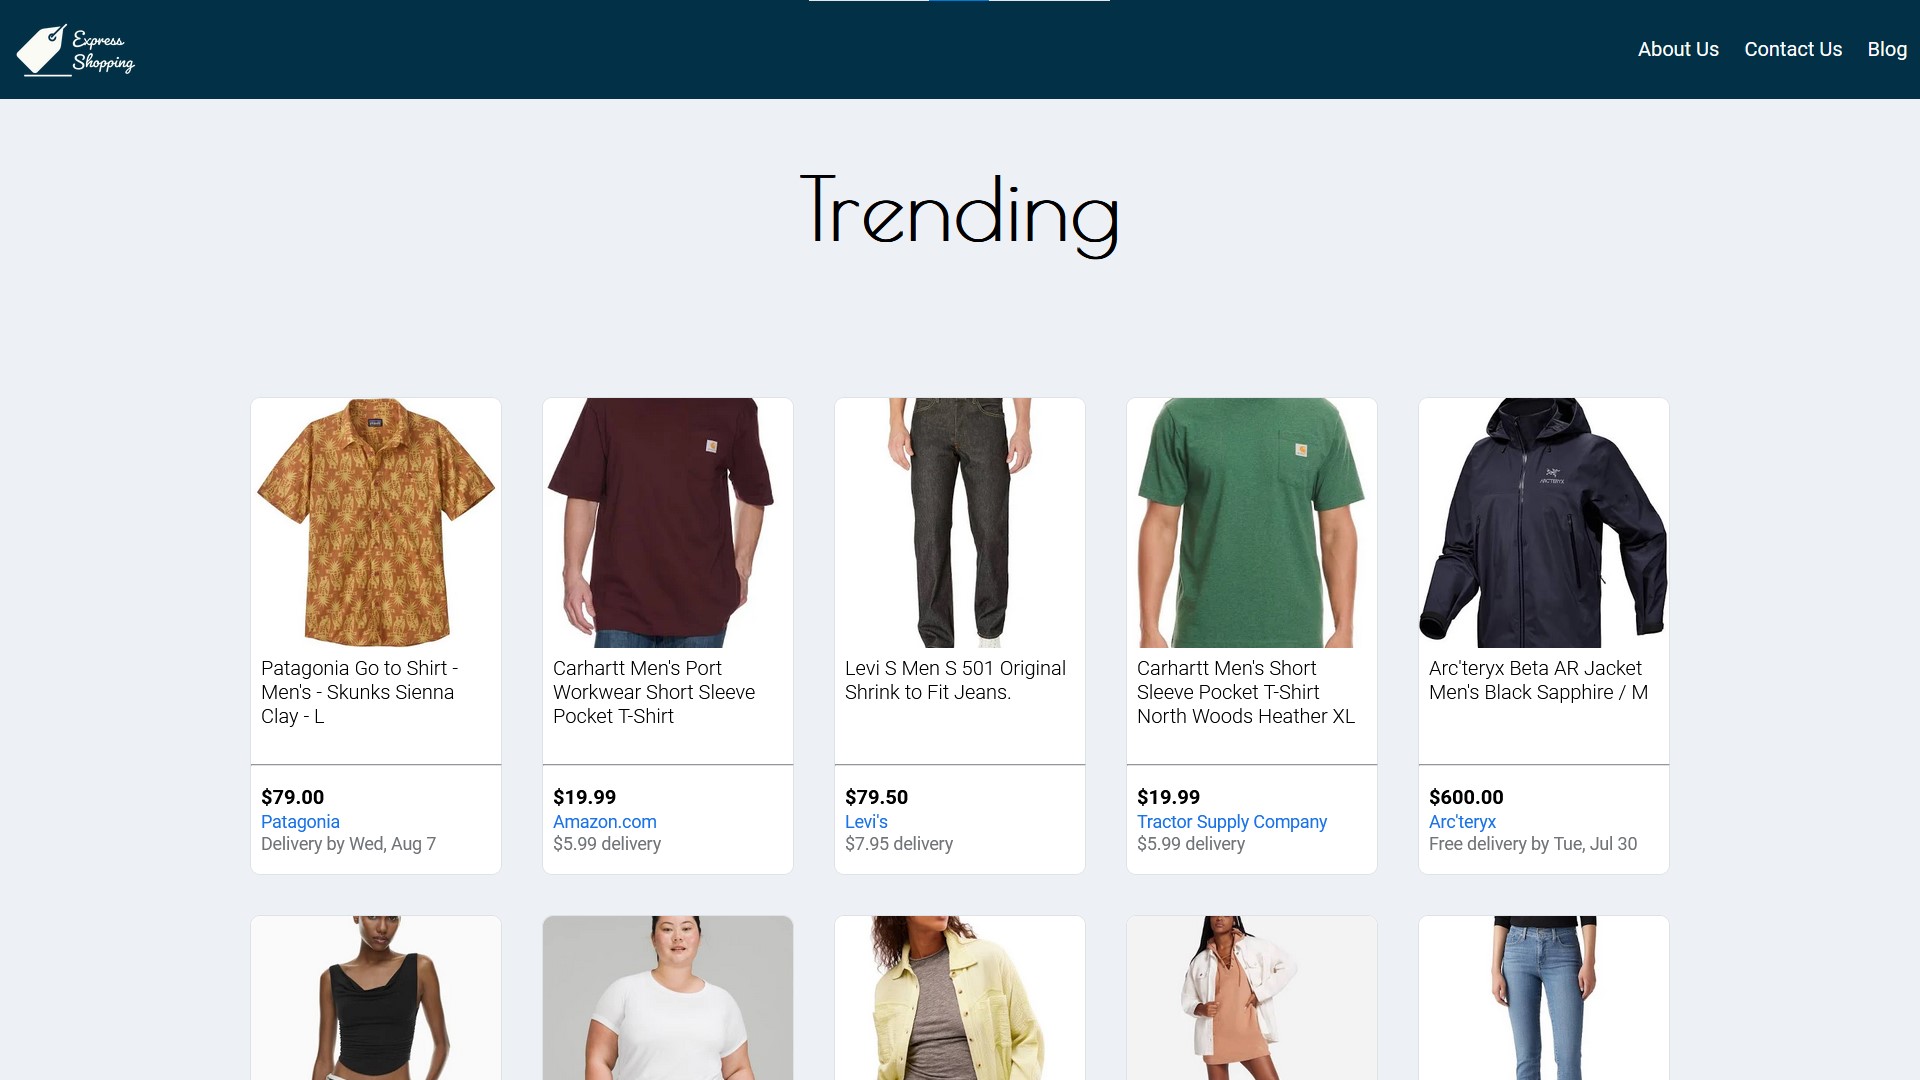 Express
Shopping
About Us
Contact Us
Blog
Trending
ARC'TERYX
Patagonia Go to Shirt -
Men's - Skunks Sienna
Clay - L
$79.00
Patagonia
Delivery by Wed, Aug 7
Carhartt Men's Port
Workwear Short Sleeve
Pocket T-Shirt
$19.99
Amazon.com
$5.99 delivery
Levi S Men S 501 Original
Shrink to Fit Jeans.
$79.50
Levi's
$7.95 delivery
Carhartt Men's Short
Sleeve Pocket T-Shirt
North Woods Heather XL
$19.99
Tractor Supply Company
$5.99 delivery
Arc'teryx Beta AR Jacket
Men's Black Sapphire / M
$600.00
Arc'teryx
Free delivery by Tue, Jul 30